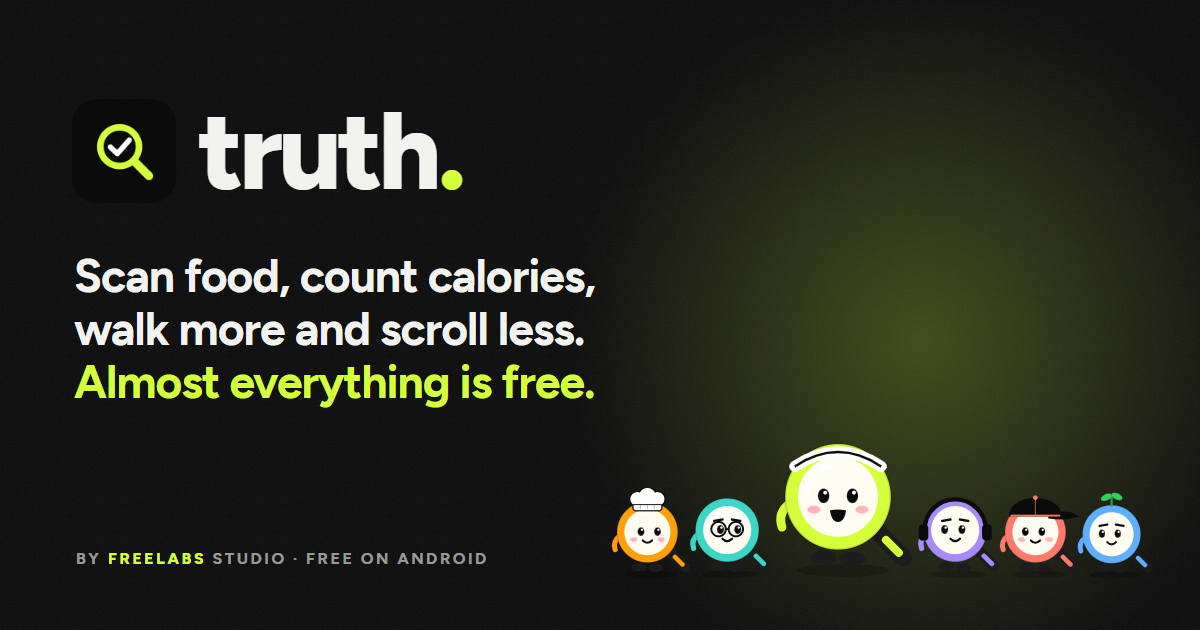 truth.
Scan food, count calories,
walk more and scroll less.
Almost everything is free.
BY FREELABS STUDIO · FREE ON ANDROID